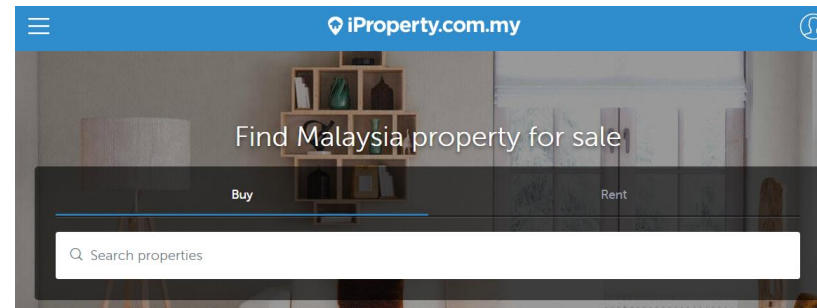 iProperty.com.my
Find Malaysia property for sale
Buy
Rent
Search properties